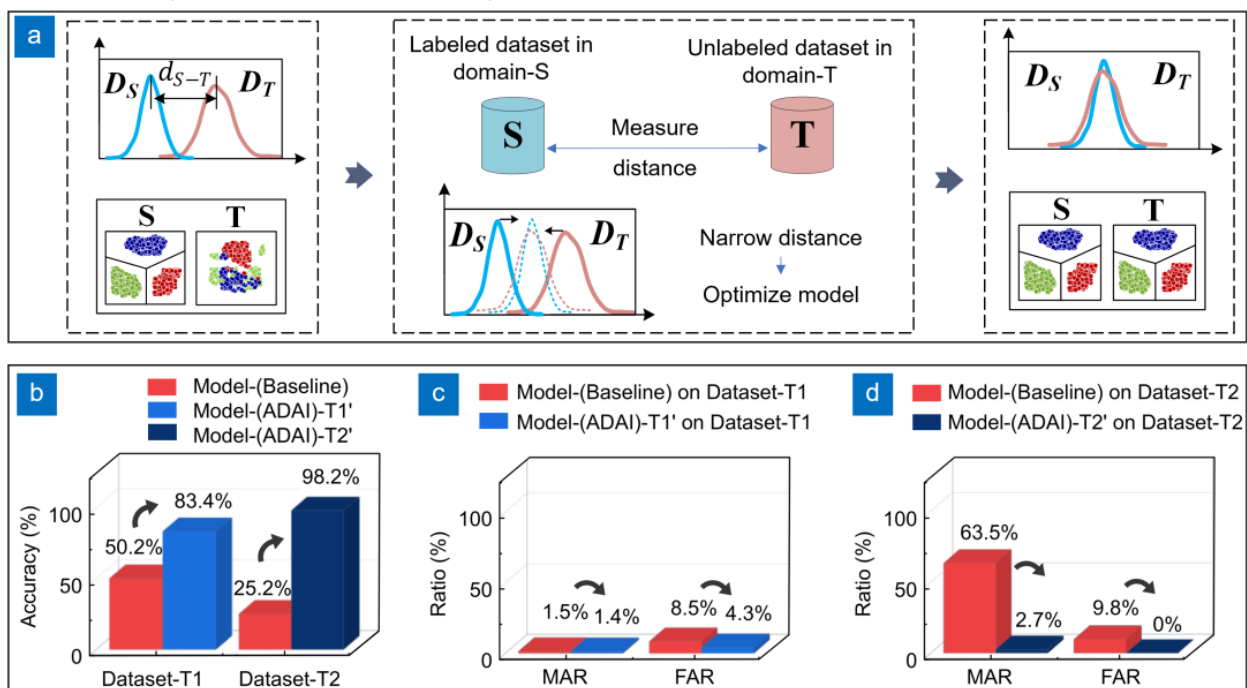 a
D_S
d_{S−T}
D_T
S
T
Labeled dataset in
domain-S
Unlabeled dataset in
domain-T
S
T
Measure
distance
D_S
D_T
Narrow distance
Optimize model
D_S
D_T
S
T
b
Model-(Baseline)
Model-(ADAI)-T1'
Model-(ADAI)-T2'
Accuracy (%)
100
50
0
50.2%
83.4%
25.2%
98.2%
Dataset-T1
Dataset-T2
c
Model-(Baseline) on Dataset-T1
Model-(ADAI)-T1' on Dataset-T1
Ratio (%)
100
50
0
1.5%
1.4%
8.5%
4.3%
MAR
FAR
d
Model-(Baseline) on Dataset-T2
Model-(ADAI)-T2' on Dataset-T2
Ratio (%)
100
50
0
63.5%
2.7%
9.8%
0%
MAR
FAR